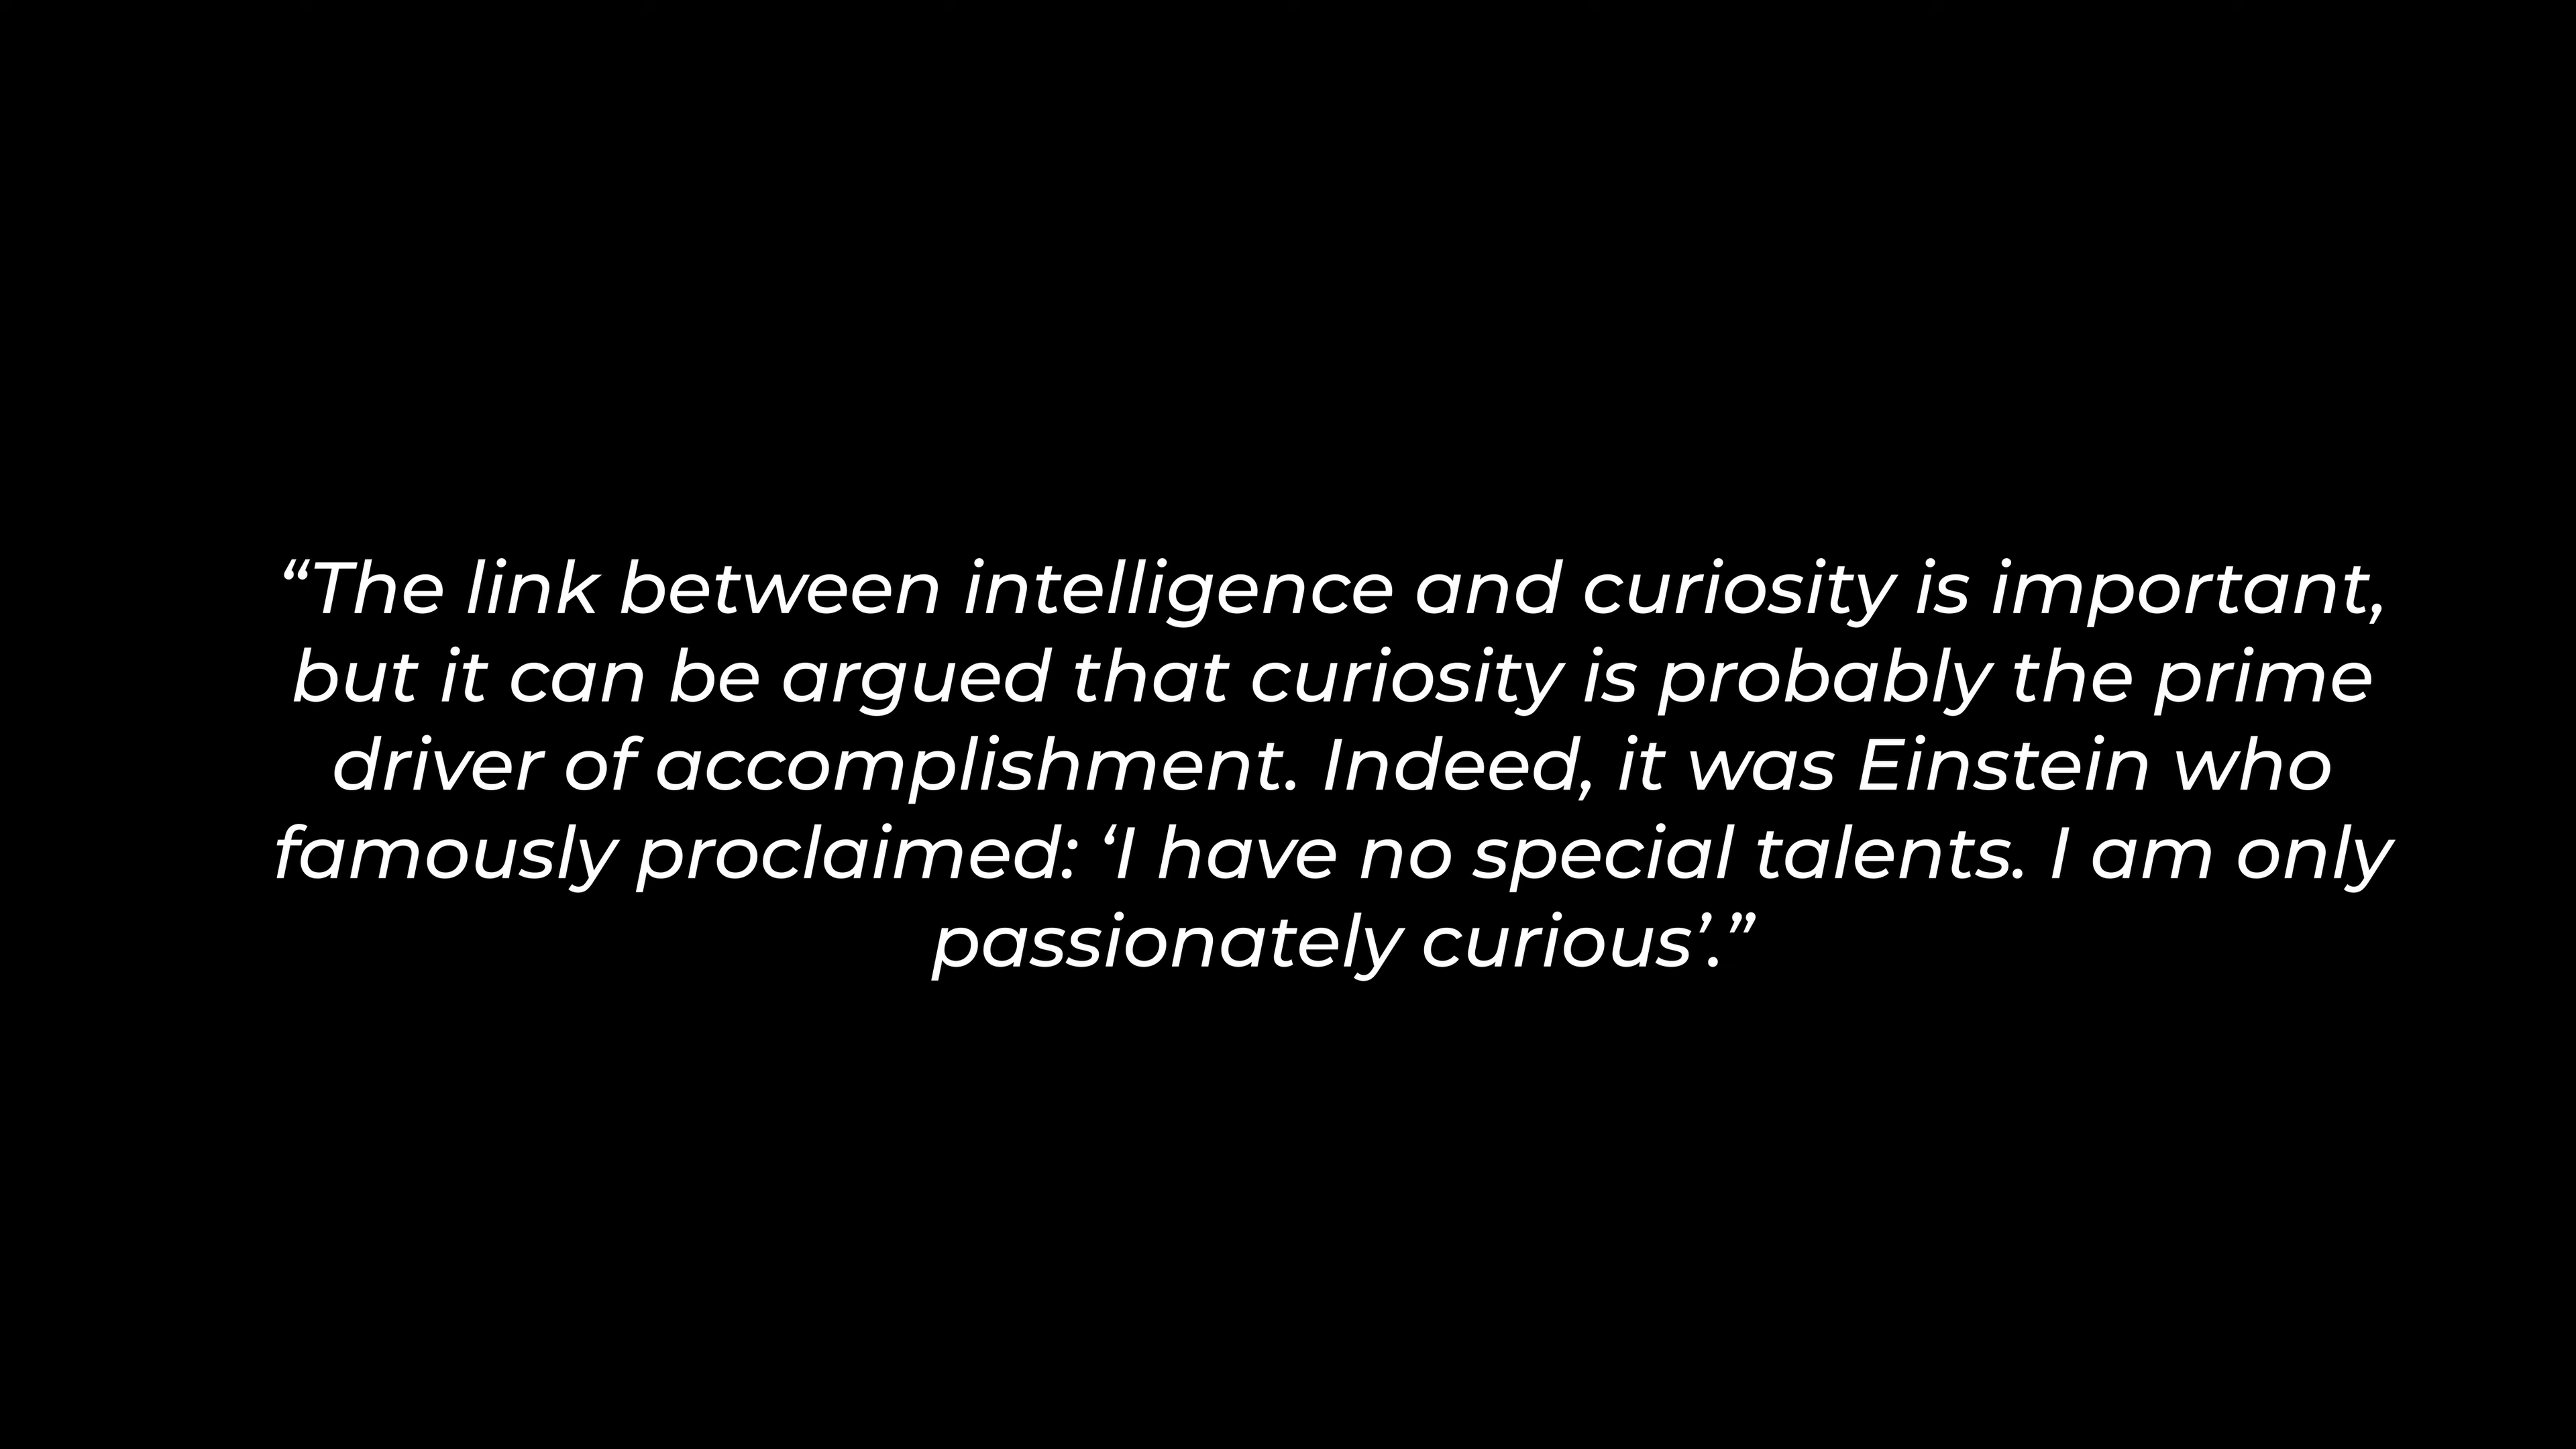 “The link between intelligence and curiosity is important,
but it can be argued that curiosity is probably the prime
driver of accomplishment. Indeed, it was Einstein who
famously proclaimed: ‘I have no special talents. I am only
passionately curious’.”